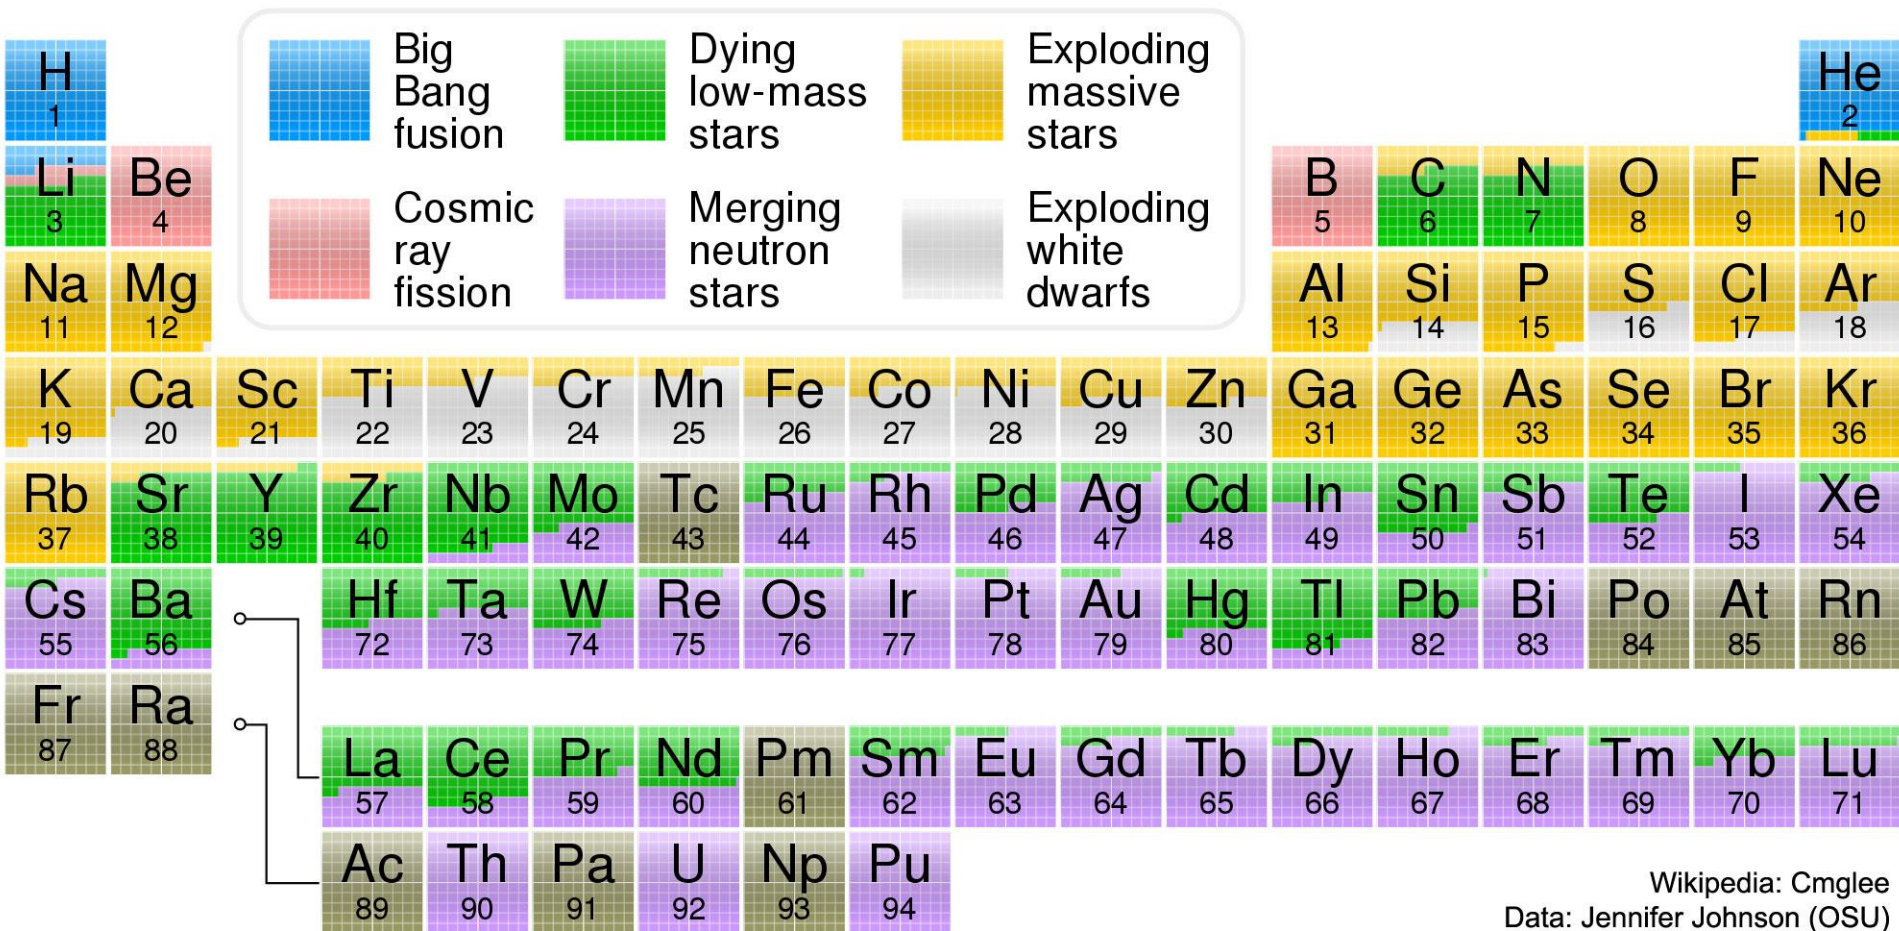 Big
Bang
fusion
Dying
low-mass
stars
Exploding
massive
stars
Cosmic
ray
fission
Merging
neutron
stars
Exploding
white
dwarfs
H
1
He
2
Li
3
Be
4
B
5
C
6
N
7
O
8
F
9
Ne
10
Na
11
Mg
12
Al
13
Si
14
P
15
S
16
Cl
17
Ar
18
K
19
Ca
20
Sc
21
Ti
22
V
23
Cr
24
Mn
25
Fe
26
Co
27
Ni
28
Cu
29
Zn
30
Ga
31
Ge
32
As
33
Se
34
Br
35
Kr
36
Rb
37
Sr
38
Y
39
Zr
40
Nb
41
Mo
42
Tc
43
Ru
44
Rh
45
Pd
46
Ag
47
Cd
48
In
49
Sn
50
Sb
51
Te
52
I
53
Xe
54
Cs
55
Ba
56
Hf
72
Ta
73
W
74
Re
75
Os
76
Ir
77
Pt
78
Au
79
Hg
80
Tl
81
Pb
82
Bi
83
Po
84
At
85
Rn
86
Fr
87
Ra
88
La
57
Ce
58
Pr
59
Nd
60
Pm
61
Sm
62
Eu
63
Gd
64
Tb
65
Dy
66
Ho
67
Er
68
Tm
69
Yb
70
Lu
71
Ac
89
Th
90
Pa
91
U
92
Np
93
Pu
94
Wikipedia: Cmglee
Data: Jennifer Johnson (OSU)